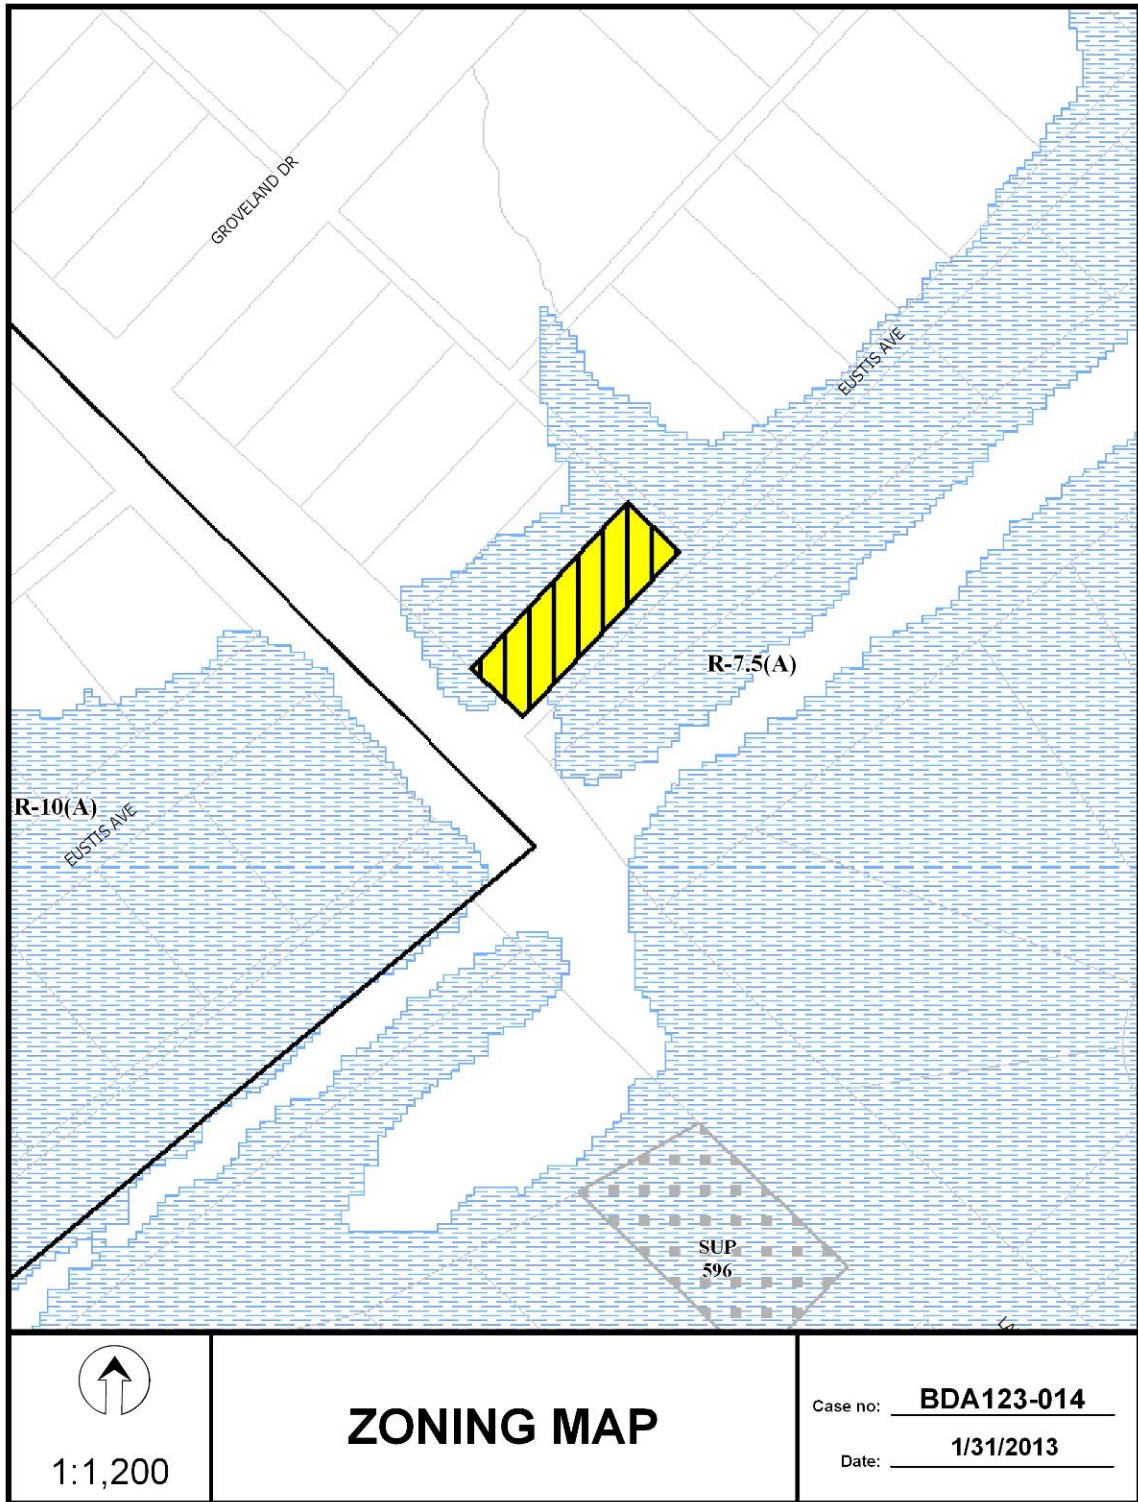 GROVELAND DR
EUSTIS AVE
R-7.5(A)
R-10(A)
EUSTIS AVE
SUP
596
LA
1:1,200
ZONING MAP
Case no: BDA123-014
Date: 1/31/2013